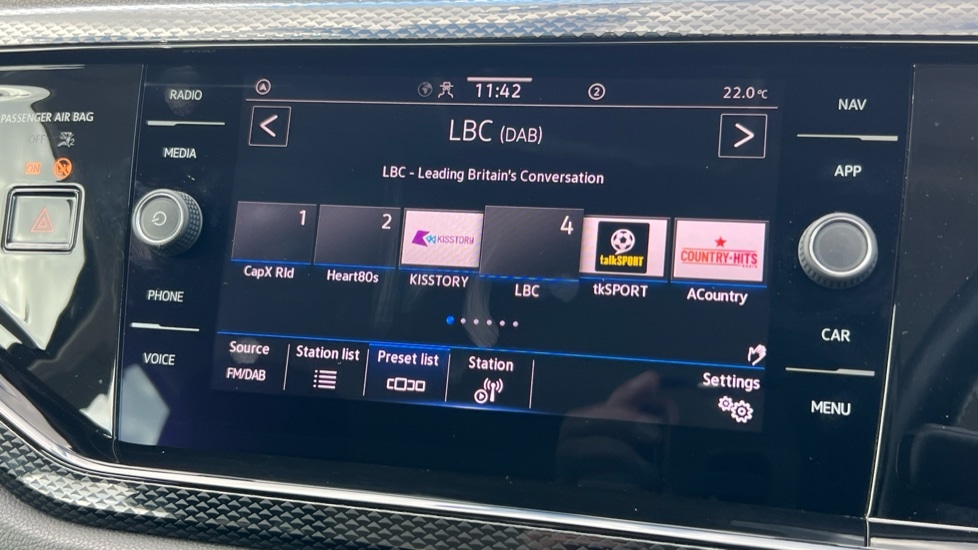 11:42
2
22.0°C
RADIO
MEDIA
PHONE
VOICE
PASSENGER AIR BAG
OFF
ON
< LBC (DAB) >
LBC - Leading Britain's Conversation
1
2
KISSTORY
4
talkSPORT
COUNTRY HITS
RADIO
CapX Rld
Heart80s
KISSTORY
LBC
tkSPORT
ACountry
Source
FM/DAB
Station list
Preset list
Station
Settings
NAV
APP
CAR
MENU